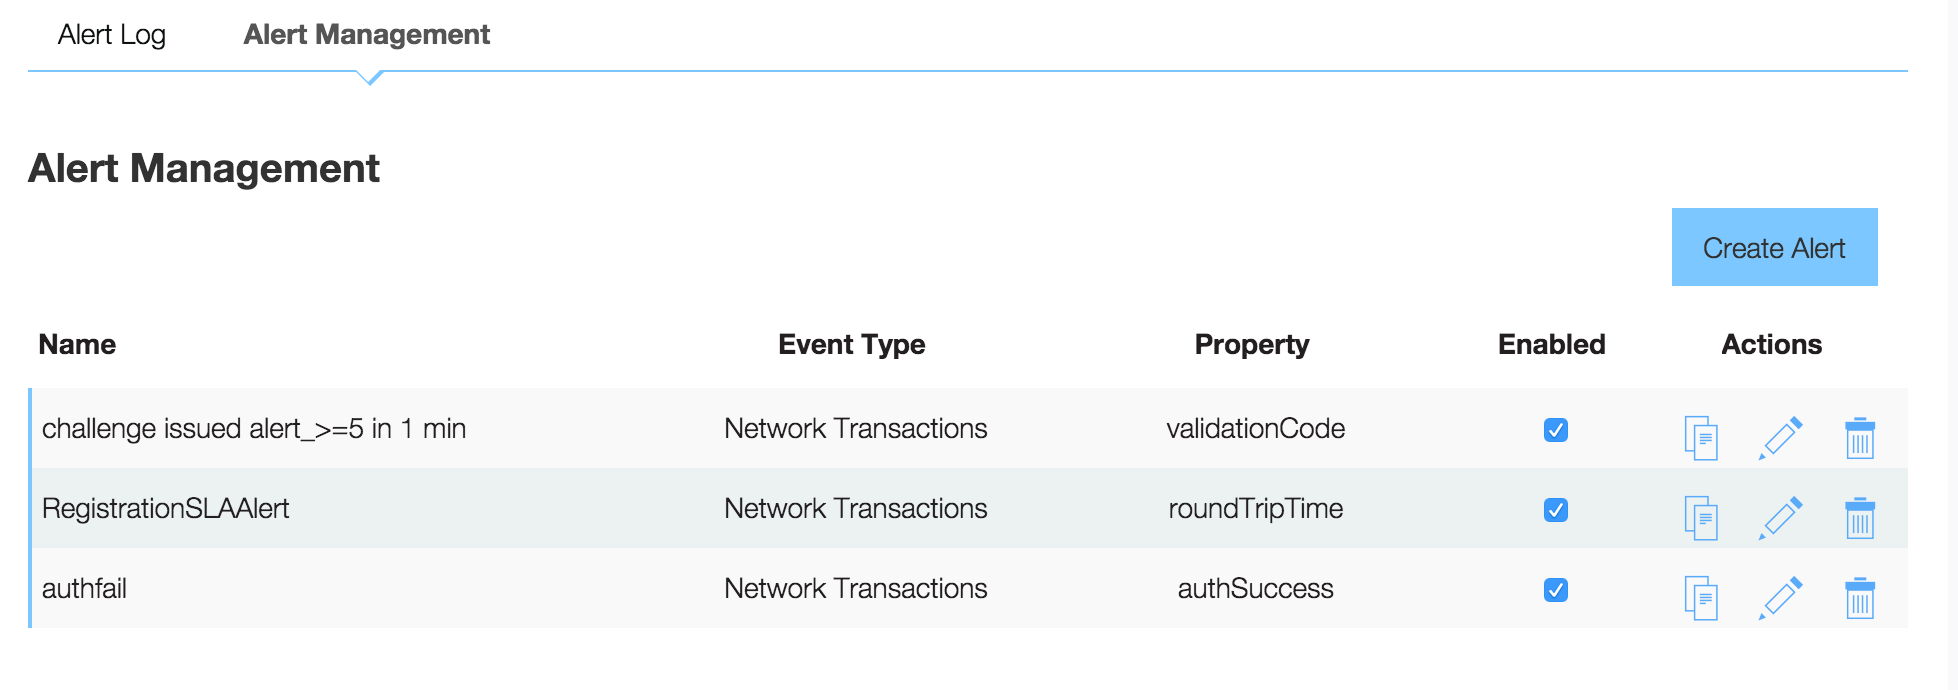 Alert Log Alert Management
Alert Management
Create Alert
Name Event Type Property Enabled Actions
challenge issued alert_>=5 in 1 min Network Transactions validationCode
RegistrationSLAAlert Network Transactions roundTripTime
authfail Network Transactions authSuccess